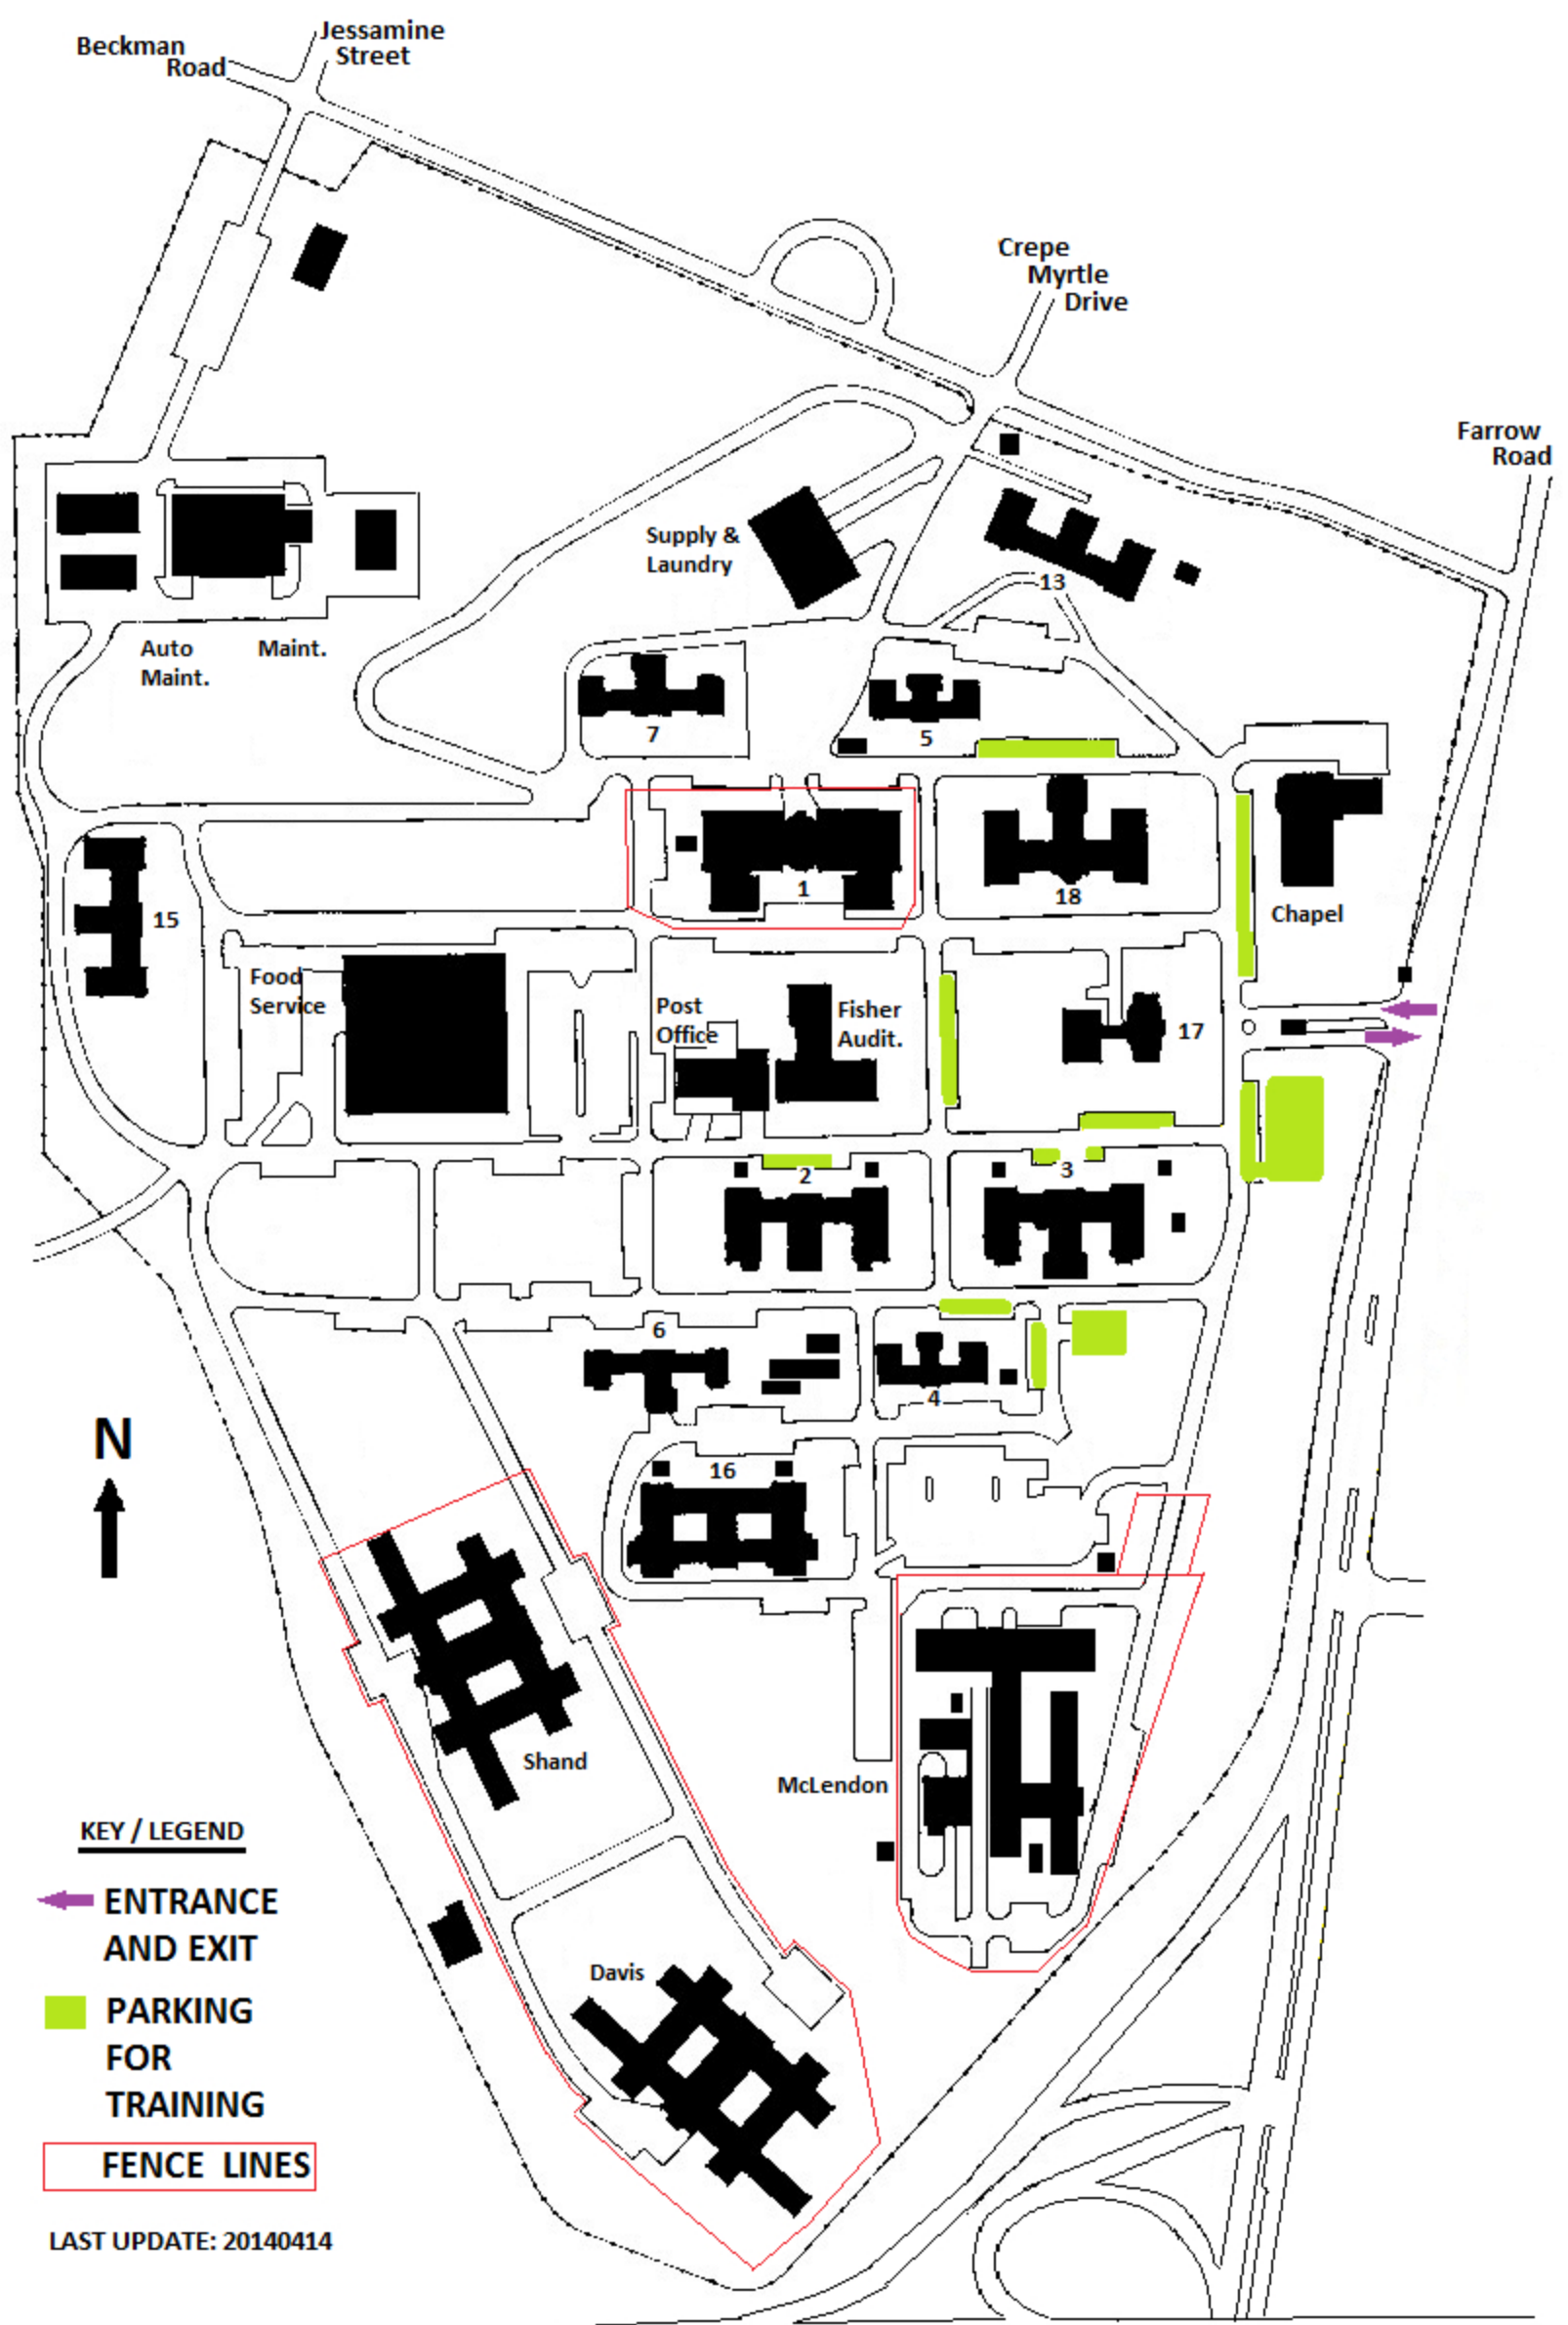 Jessamine
Street
Beckman
Road
Crepe
Myrtle
Drive
Farrow
Road
Supply &
Laundry
13
Auto
Maint.
Maint.
7
5
1
18
15
Chapel
Food
Service
Post
Office
Fisher
Audit.
17
2
3
6
4
N
16
Shand
McLendon
Davis
KEY / LEGEND
ENTRANCE
AND EXIT
PARKING
FOR
TRAINING
FENCE LINES
LAST UPDATE: 20140414